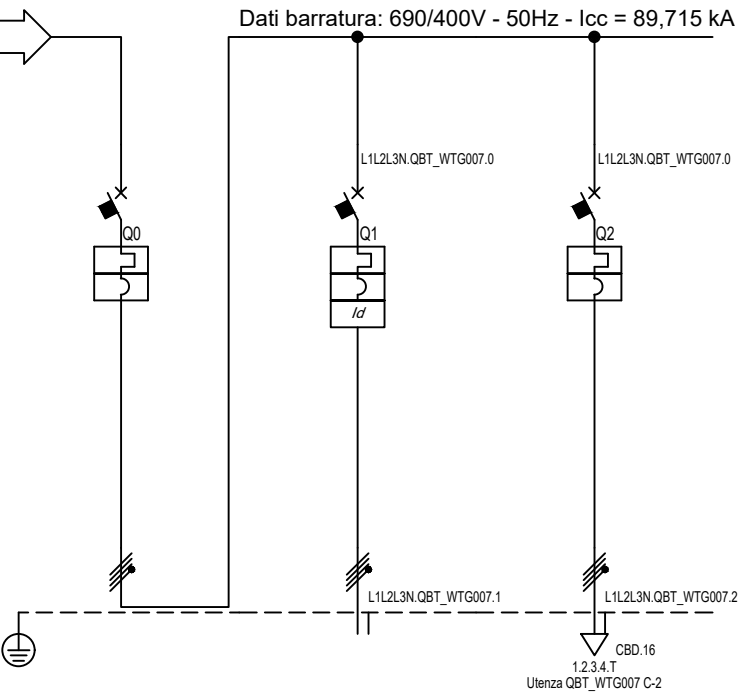 Dati barratura: 690/400V - 50Hz - Icc = 89,715 kA
L1L2L3N.QBT_WTG007.0
L1L2L3N.QBT_WTG007.0
Q0
Q1
Q2
Id
L1L2L3N.QBT_WTG007.1
L1L2L3N.QBT_WTG007.2
CBD.16
1.2.3.4.T
Utenza QBT_WTG007 C-2